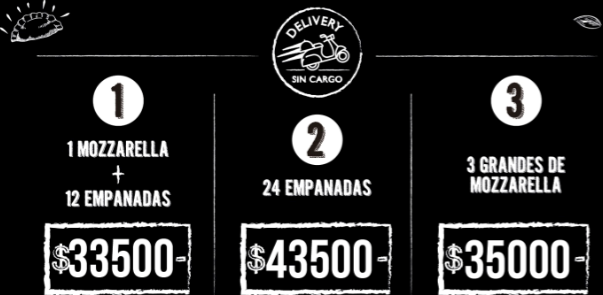 DELIVERY
SIN CARGO
1
1 MOZZARELLA
+
12 EMPANADAS
$33500-
2
24 EMPANADAS
$43500-
3
3 GRANDES DE
MOZZARELLA
$35000-